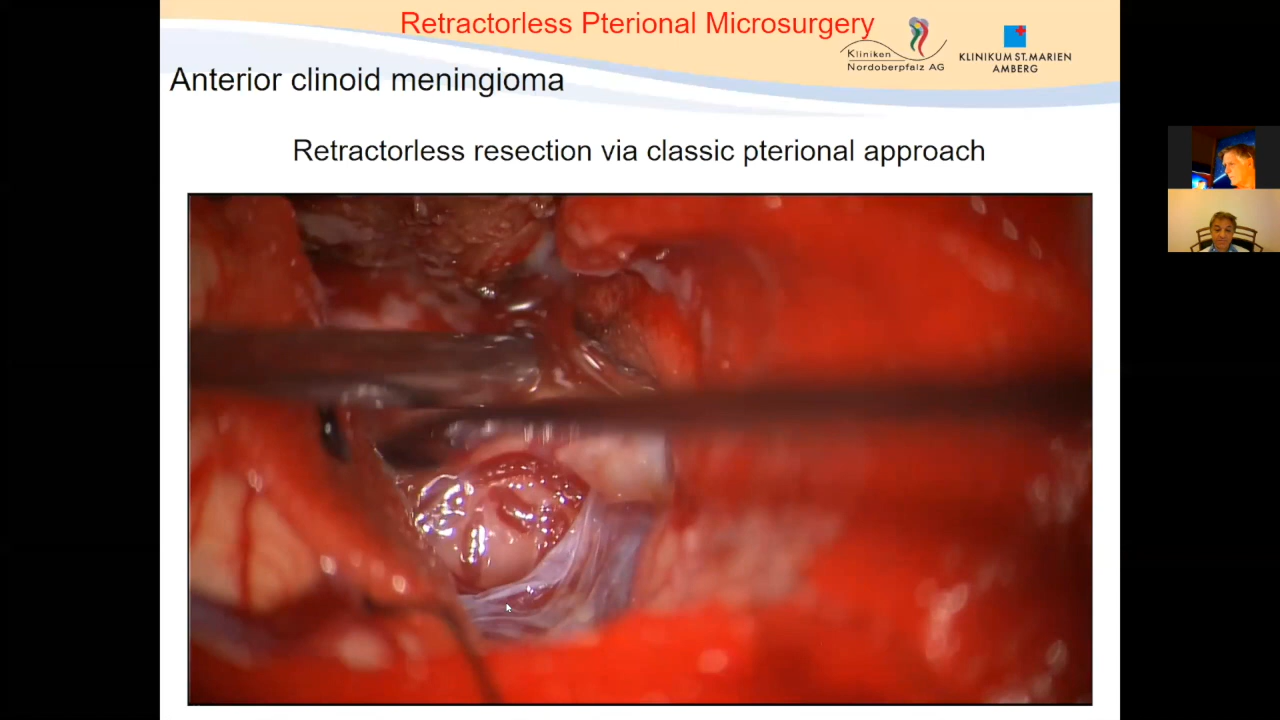 Retractorless Pterional Microsurgery
Kliniken
Nordoberpfalz AG
KLINIKUM ST. MARIEN
AMBERG
Anterior clinoid meningioma
Retractorless resection via classic pterional approach